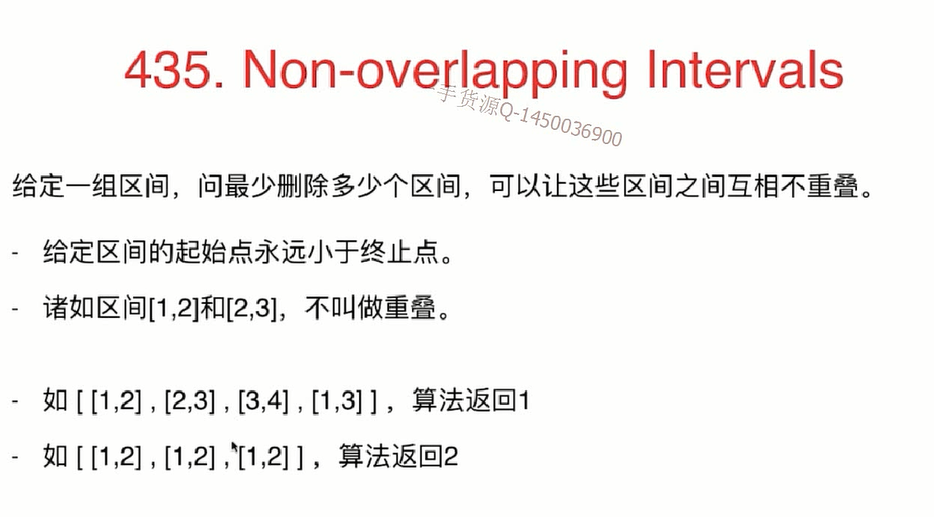 435. Non-overlapping Intervals
手货源Q-1450036900
给定一组区间，问最少删除多少个区间，可以让这些区间之间互相不重叠。
- 给定区间的起始点永远小于终止点。
- 诸如区间[1,2]和[2,3]，不叫做重叠。
- 如 [ [1,2] , [2,3] , [3,4] , [1,3] ] ，算法返回1
- 如 [ [1,2] , [1,2] , [1,2] ] ，算法返回2